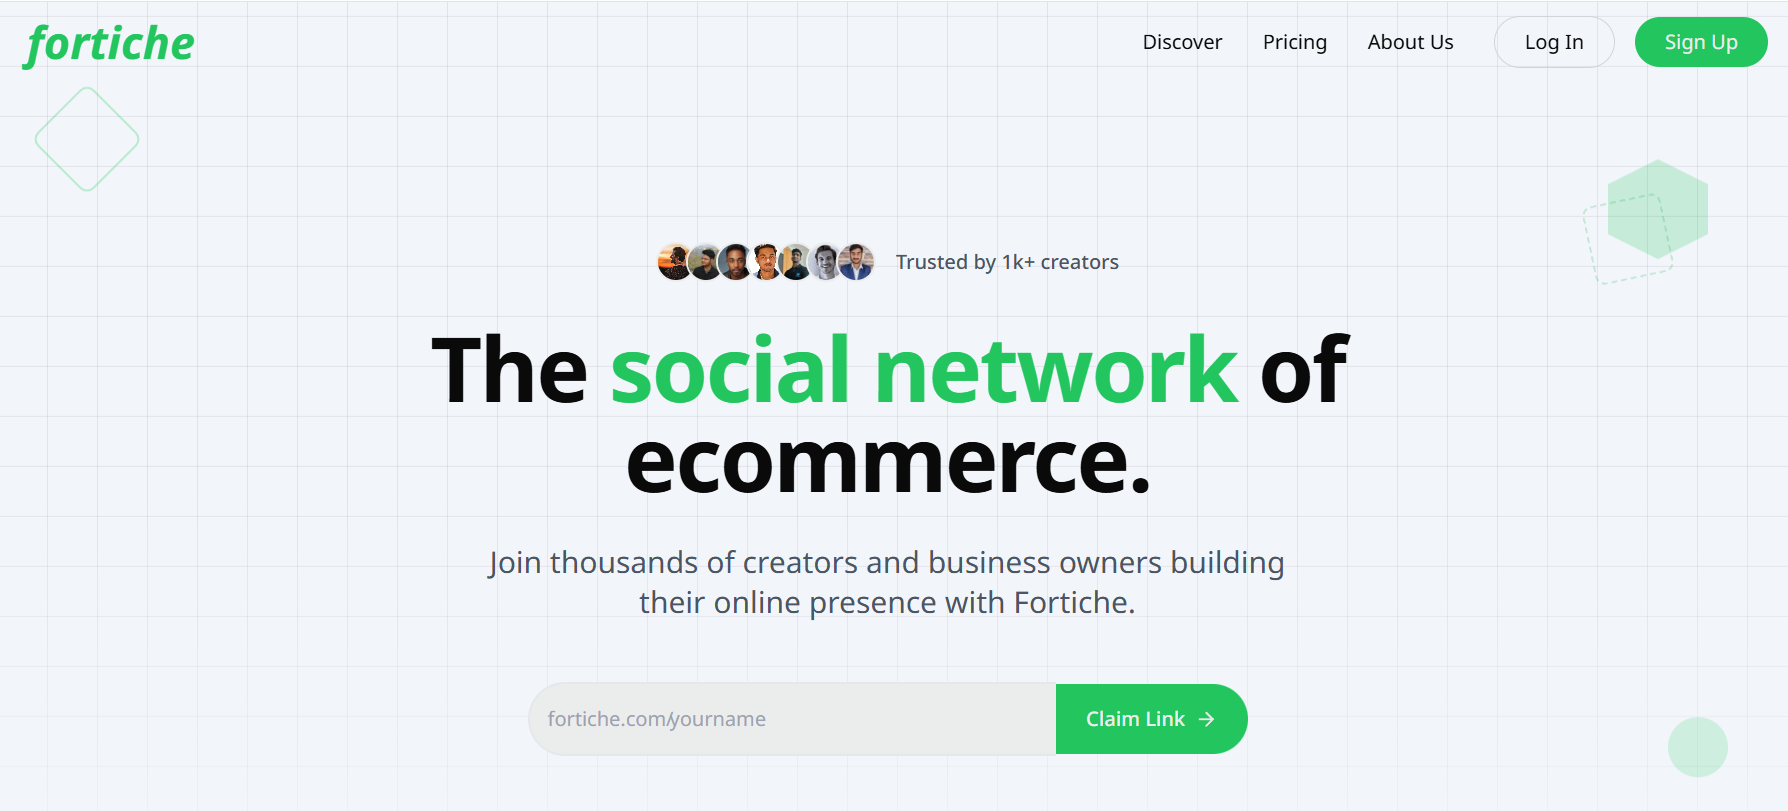 fortiche
Discover
Pricing
About Us
Log In
Sign Up
Trusted by 1k+ creators
The social network of
ecommerce.
Join thousands of creators and business owners building
their online presence with Fortiche.
fortiche.com/yourname
Claim Link →